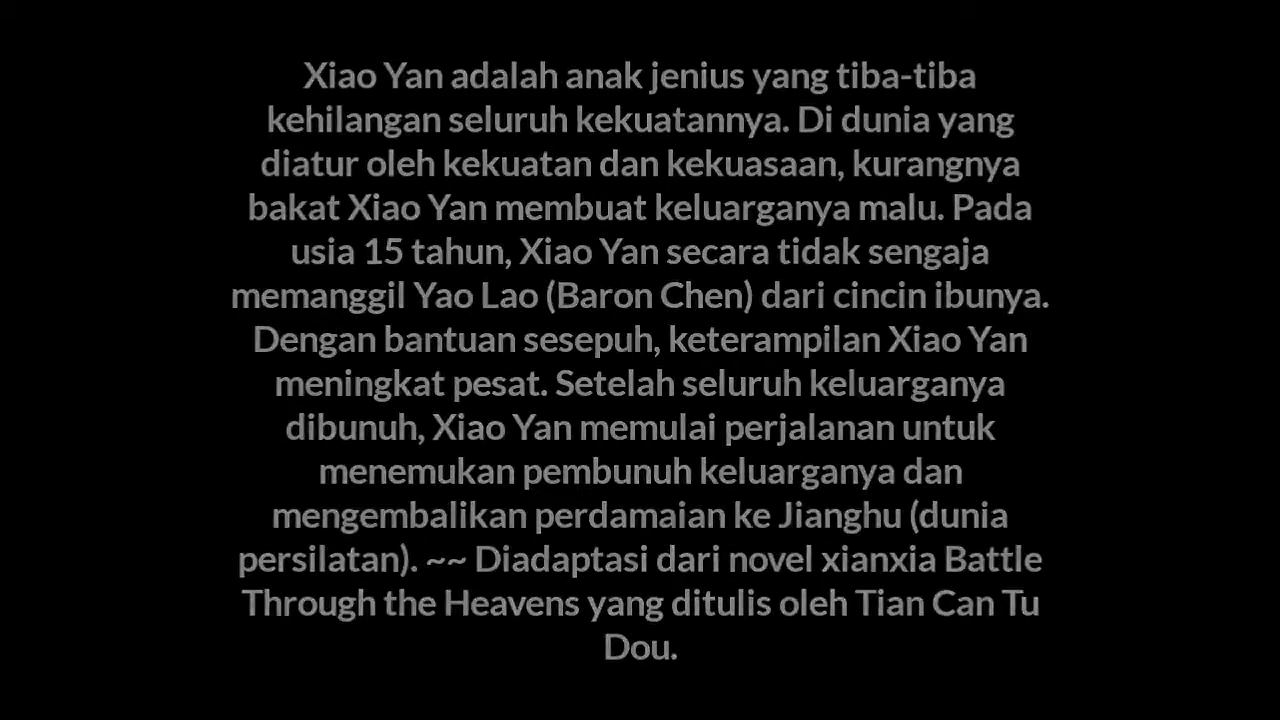 Xiao Yan adalah anak jenius yang tiba-tiba
kehilangan seluruh kekuatannya. Di dunia yang
diatur oleh kekuatan dan kekuasaan, kurangnya
bakat Xiao Yan membuat keluarganya malu. Pada
usia 15 tahun, Xiao Yan secara tidak sengaja
memanggil Yao Lao (Baron Chen) dari cincin ibunya.
Dengan bantuan sesepuh, keterampilan Xiao Yan
meningkat pesat. Setelah seluruh keluarganya
dibunuh, Xiao Yan memulai perjalanan untuk
menemukan pembunuh keluarganya dan
mengembalikan perdamaian ke Jianghu (dunia
persilatan). ~~ Diadaptasi dari novel xianxia Battle
Through the Heavens yang ditulis oleh Tian Can Tu
Dou.